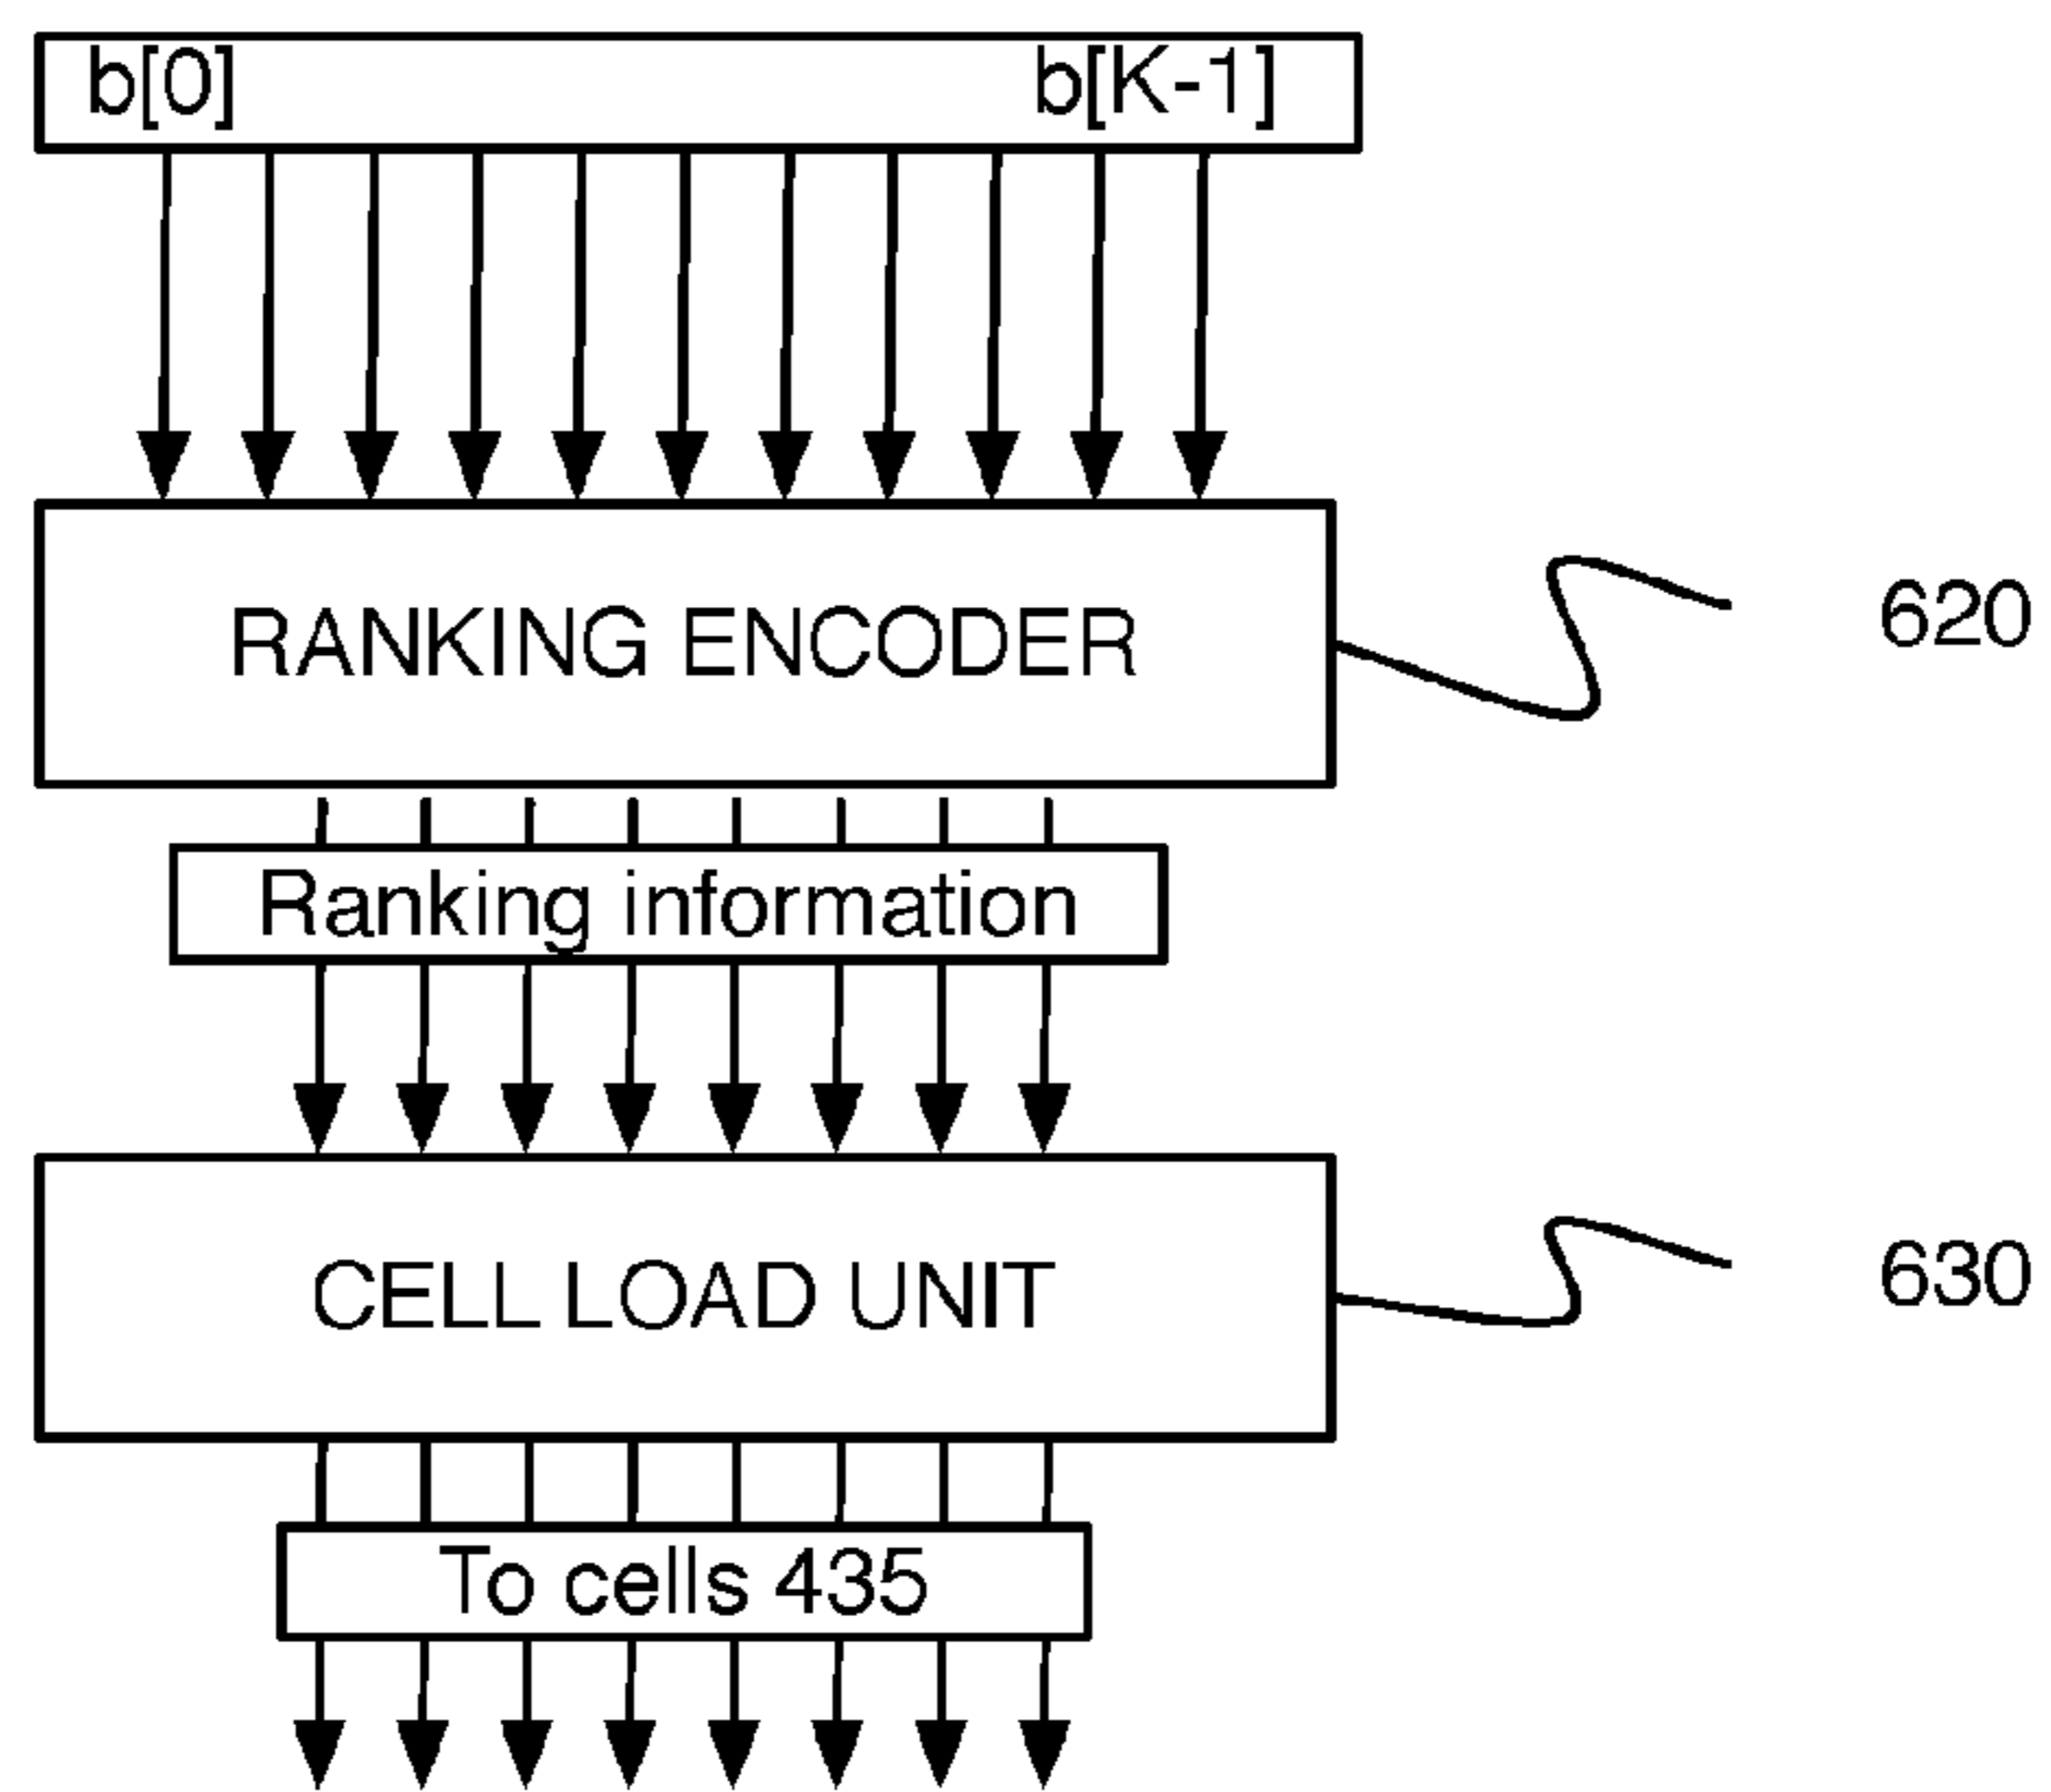 b[0] b[K-1]
RANKING ENCODER
620
Ranking information
CELL LOAD UNIT
630
To cells 435